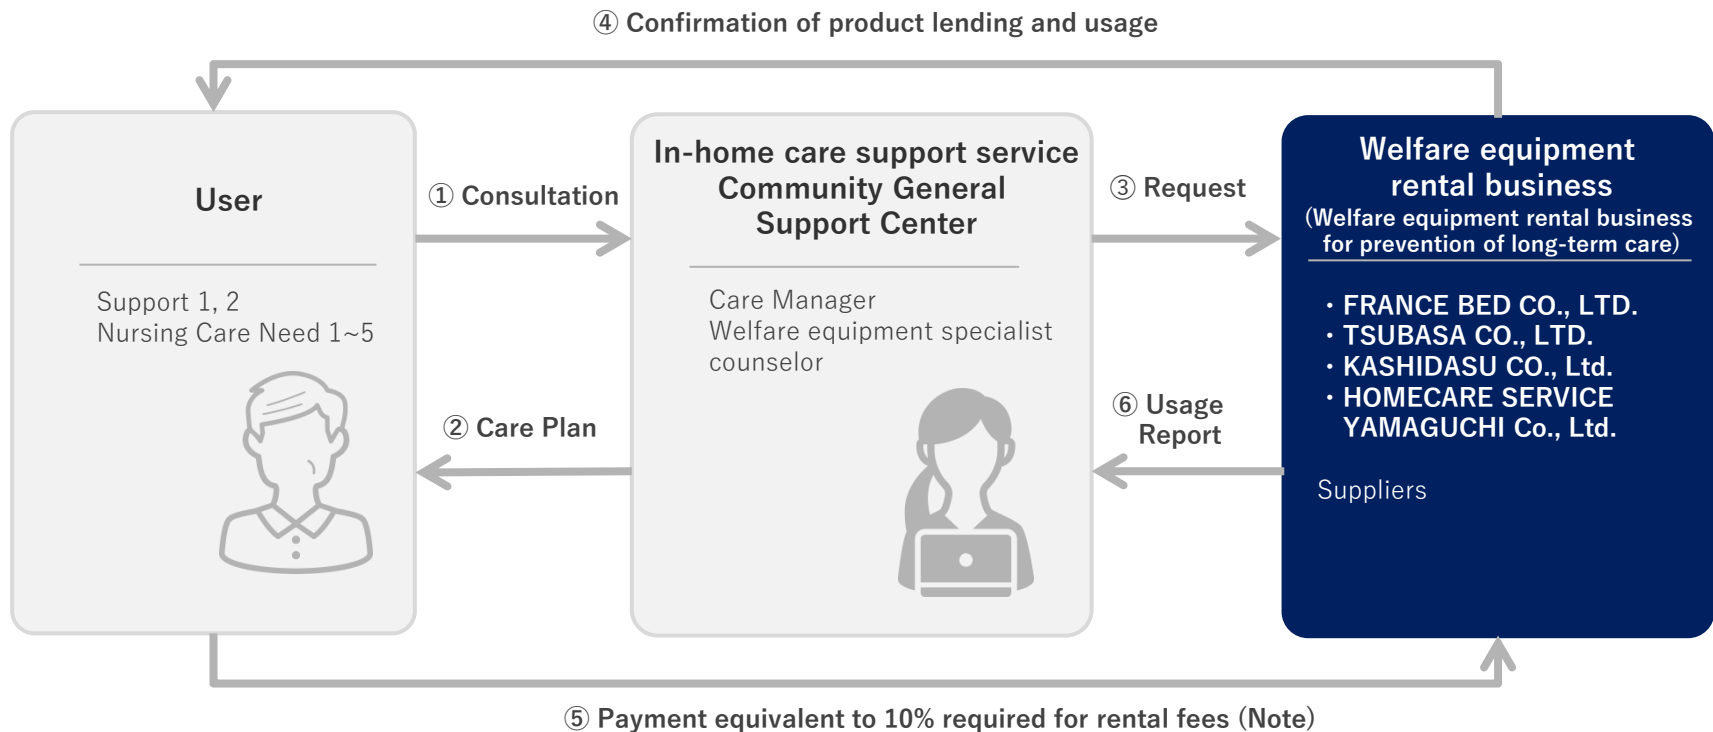 ④ Confirmation of product lending and usage
User
Support 1, 2
Nursing Care Need 1~5
① Consultation
② Care Plan
In-home care support service
Community General
Support Center
Care Manager
Welfare equipment specialist
counselor
③ Request
⑥ Usage
Report
Welfare equipment
rental business
(Welfare equipment rental business
for prevention of long-term care)
・FRANCE BED CO., LTD.
・TSUBASA CO., LTD.
・KASHIDASU CO., Ltd.
・HOMECARE SERVICE
YAMAGUCHI Co., Ltd.
Suppliers
⑤ Payment equivalent to 10% required for rental fees (Note)